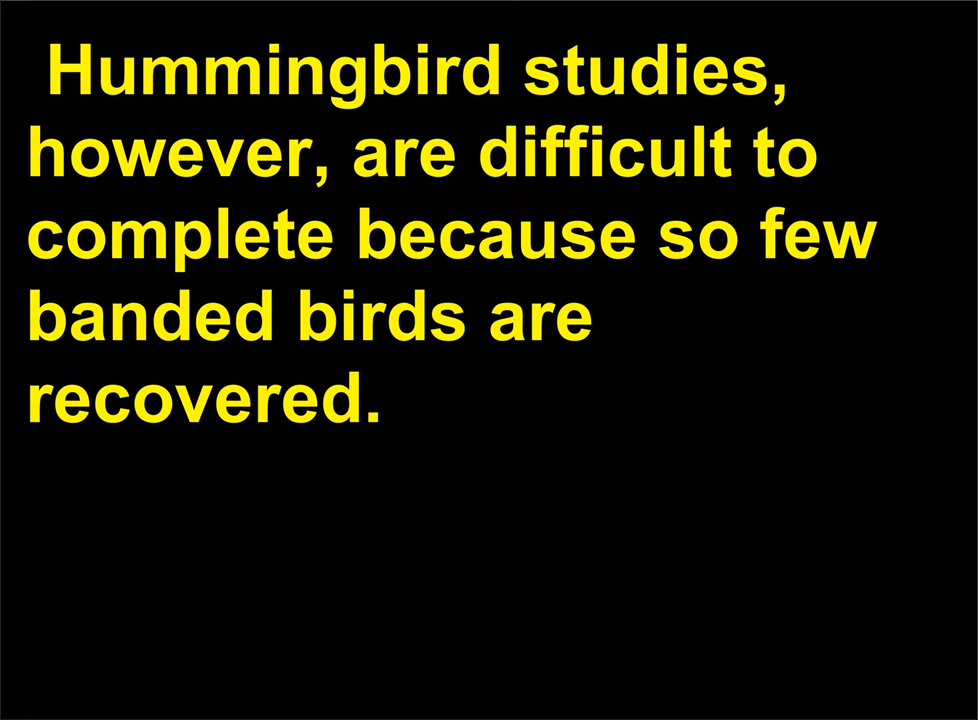 Hummingbird studies,
however, are difficult to
complete because so few
banded birds are
recovered.